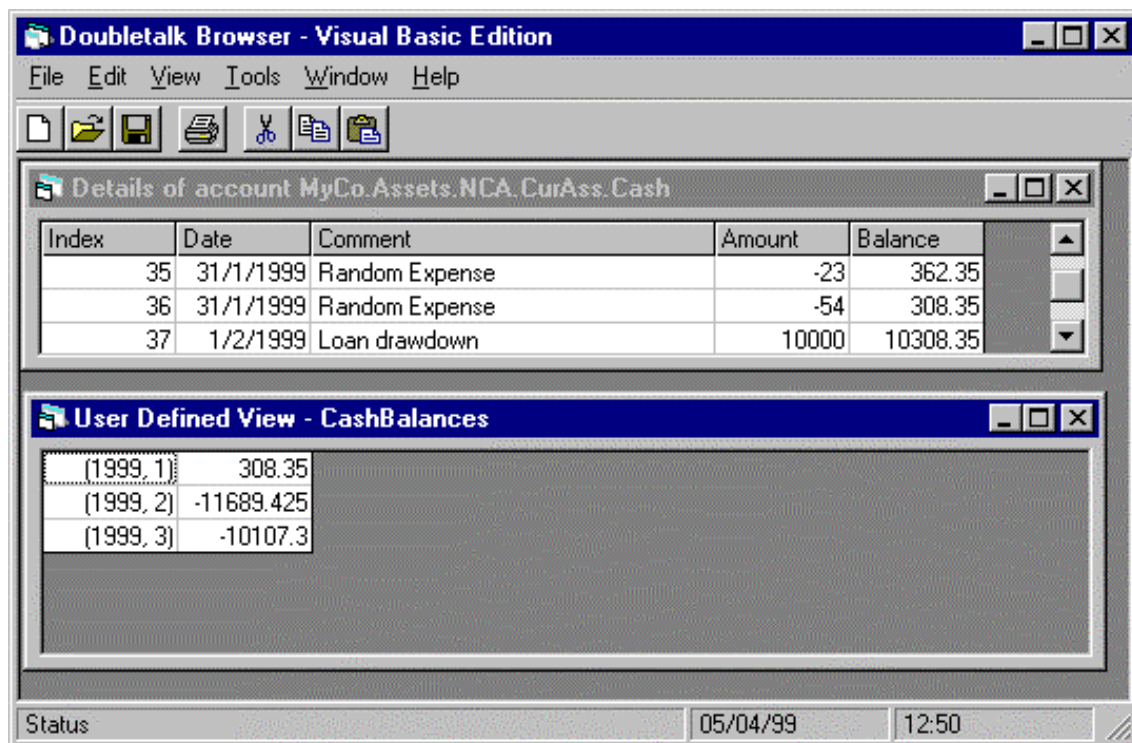 Doubletalk Browser - Visual Basic Edition
File Edit View Tools Window Help
Details of account MyCo.Assets.NCA.CurAss.Cash
Index Date Comment Amount Balance
35 31/1/1999 Random Expense -23 362.35
36 31/1/1999 Random Expense -54 308.35
37 1/2/1999 Loan drawdown 10000 10308.35
User Defined View - CashBalances
(1999, 1) 308.35
(1999, 2) -11689.425
(1999, 3) -10107.3
Status 05/04/99 12:50